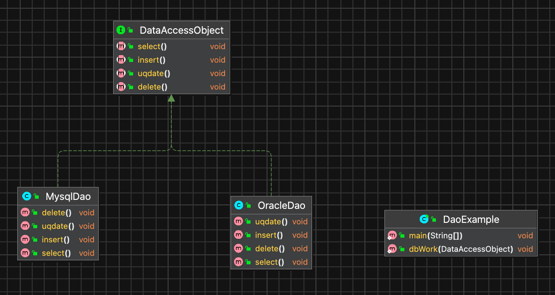 DataAccessObject
select() void
insert() void
uqdate() void
delete() void
MysqlDao
delete() void
uqdate() void
insert() void
select() void
OracleDao
uqdate() void
insert() void
delete() void
select() void
DaoExample
main(String[]) void
dbWork(DataAccessObject) void